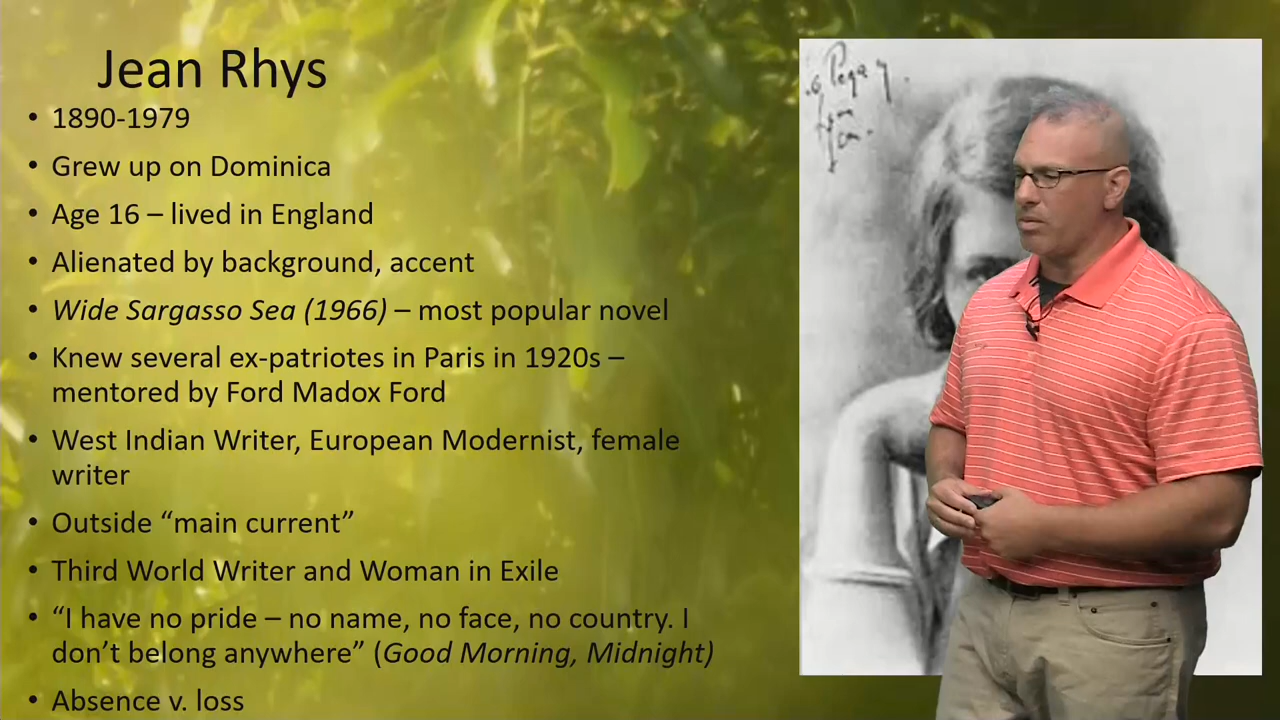 Jean Rhys
• 1890-1979
• Grew up on Dominica
• Age 16 – lived in England
• Alienated by background, accent
• Wide Sargasso Sea (1966) – most popular novel
• Knew several ex-patriotes in Paris in 1920s –
mentored by Ford Madox Ford
• West Indian Writer, European Modernist, female
writer
• Outside “main current”
• Third World Writer and Woman in Exile
• “I have no pride – no name, no face, no country. I
don’t belong anywhere” (Good Morning, Midnight)
• Absence v. loss